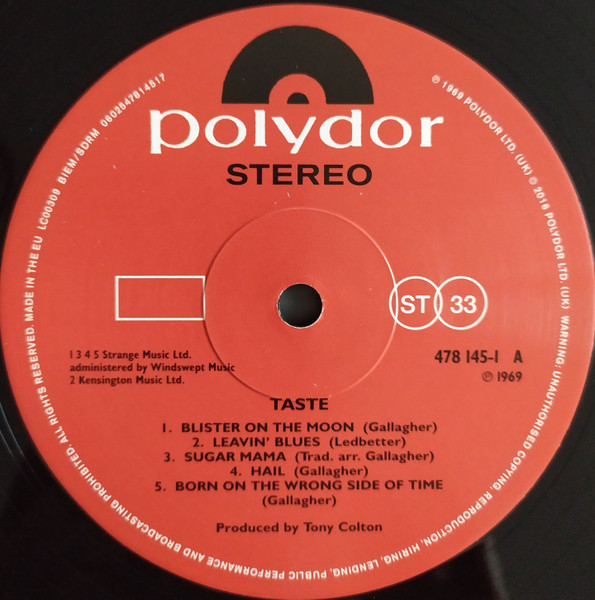 polydor
STEREO
ST 33
478 145-1 A
℗ 1969
1 3 4 5 Strange Music Ltd.
administered by Windswept Music
2 Kensington Music Ltd.
TASTE
1. BLISTER ON THE MOON (Gallagher)
2. LEAVIN' BLUES (Ledbetter)
3. SUGAR MAMA (Trad. arr. Gallagher)
4. HAIL (Gallagher)
5. BORN ON THE WRONG SIDE OF TIME
(Gallagher)
Produced by Tony Colton
℗ 1969 POLYDOR LTD. (UK) © 2016 POLYDOR LTD. (UK) WARNING: UNAUTHORISED COPYING, REPRODUCTION, HIRING, LENDING, PUBLIC PERFORMANCE AND BROADCASTING PROHIBITED. ALL RIGHTS RESERVED. MADE IN THE EU LC00309 BIEM/SDRM 0602547814517